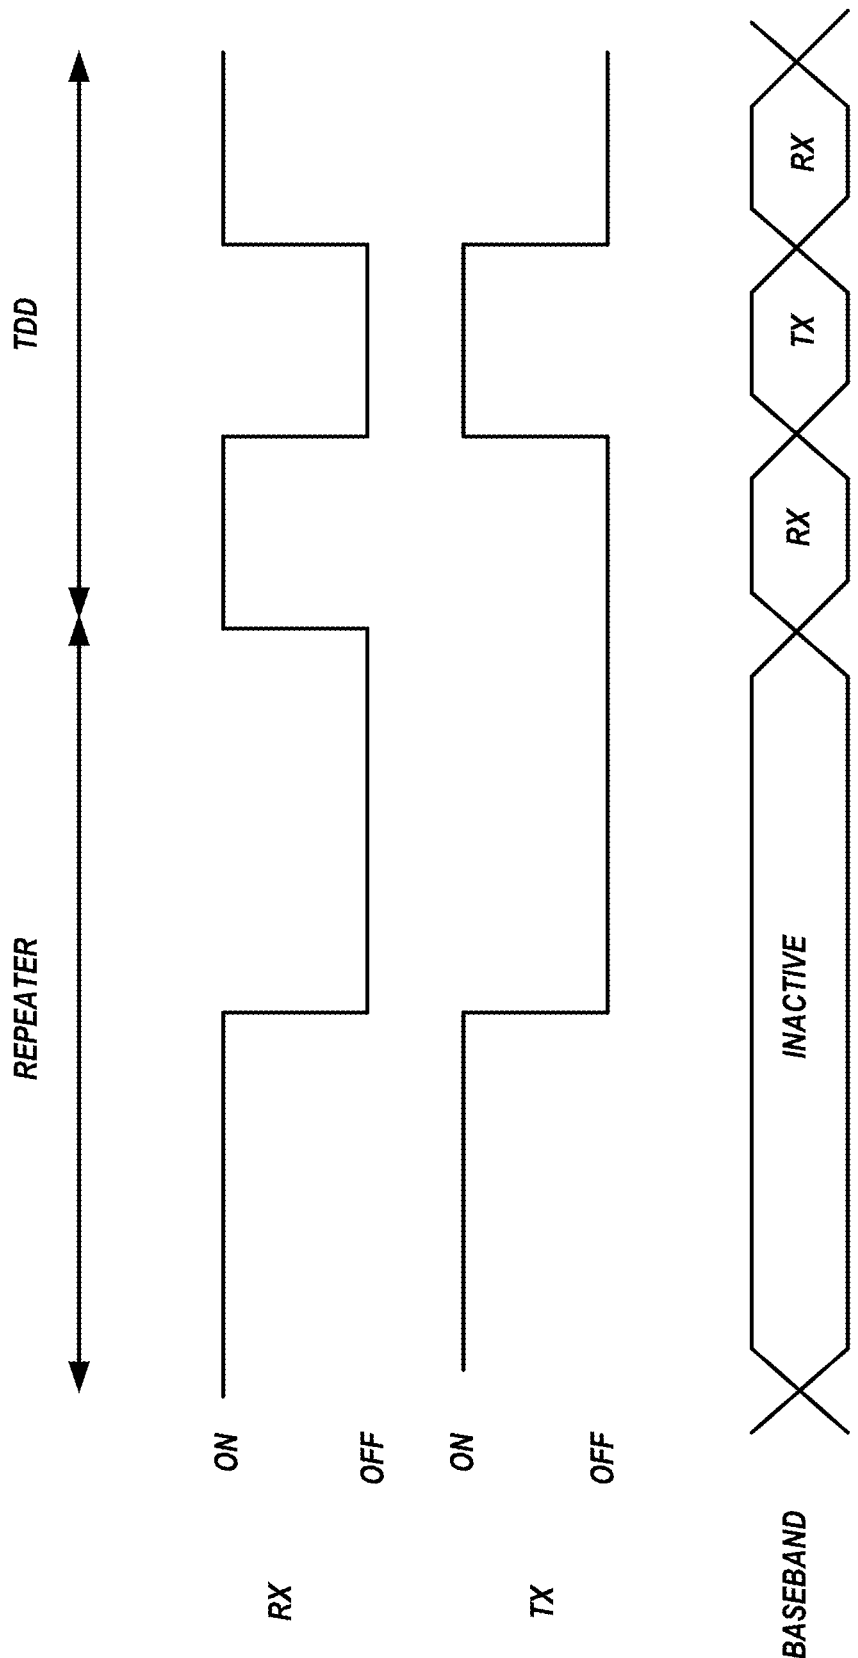 REPEATER
TDD
RX
ON
OFF
TX
ON
OFF
BASEBAND
INACTIVE
RX
TX
RX